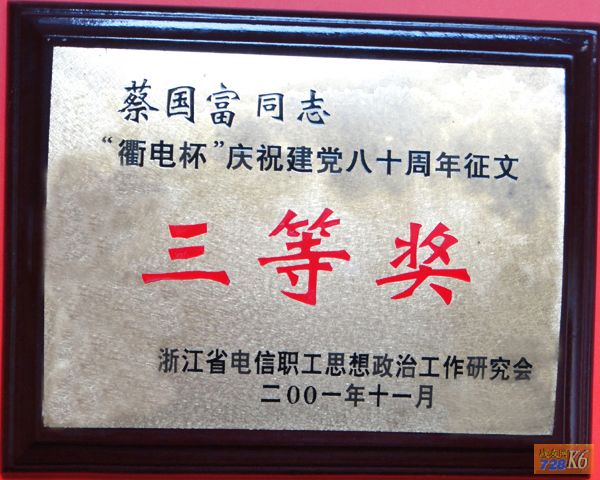 蔡国富同志
“衢电杯”庆祝建党八十周年征文
三等奖
浙江省电信职工思想政治工作研究会
二00一年十一月
728K6